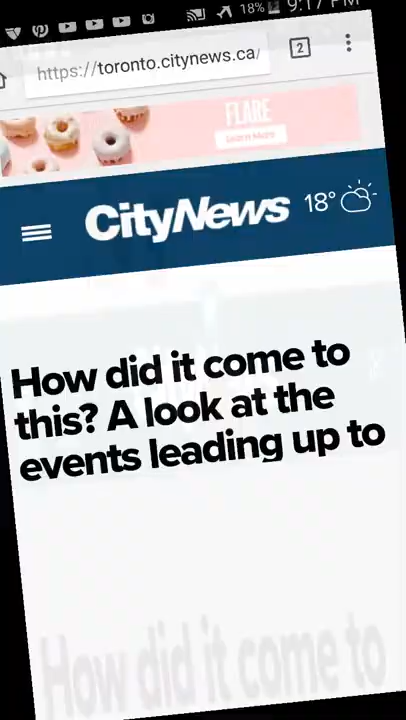 18% 9:17 PM
https://toronto.citynews.ca/
2
FLARE
Learn More
CityNews
18°
How did it come to
this? A look at the
events leading up to
How did it come to